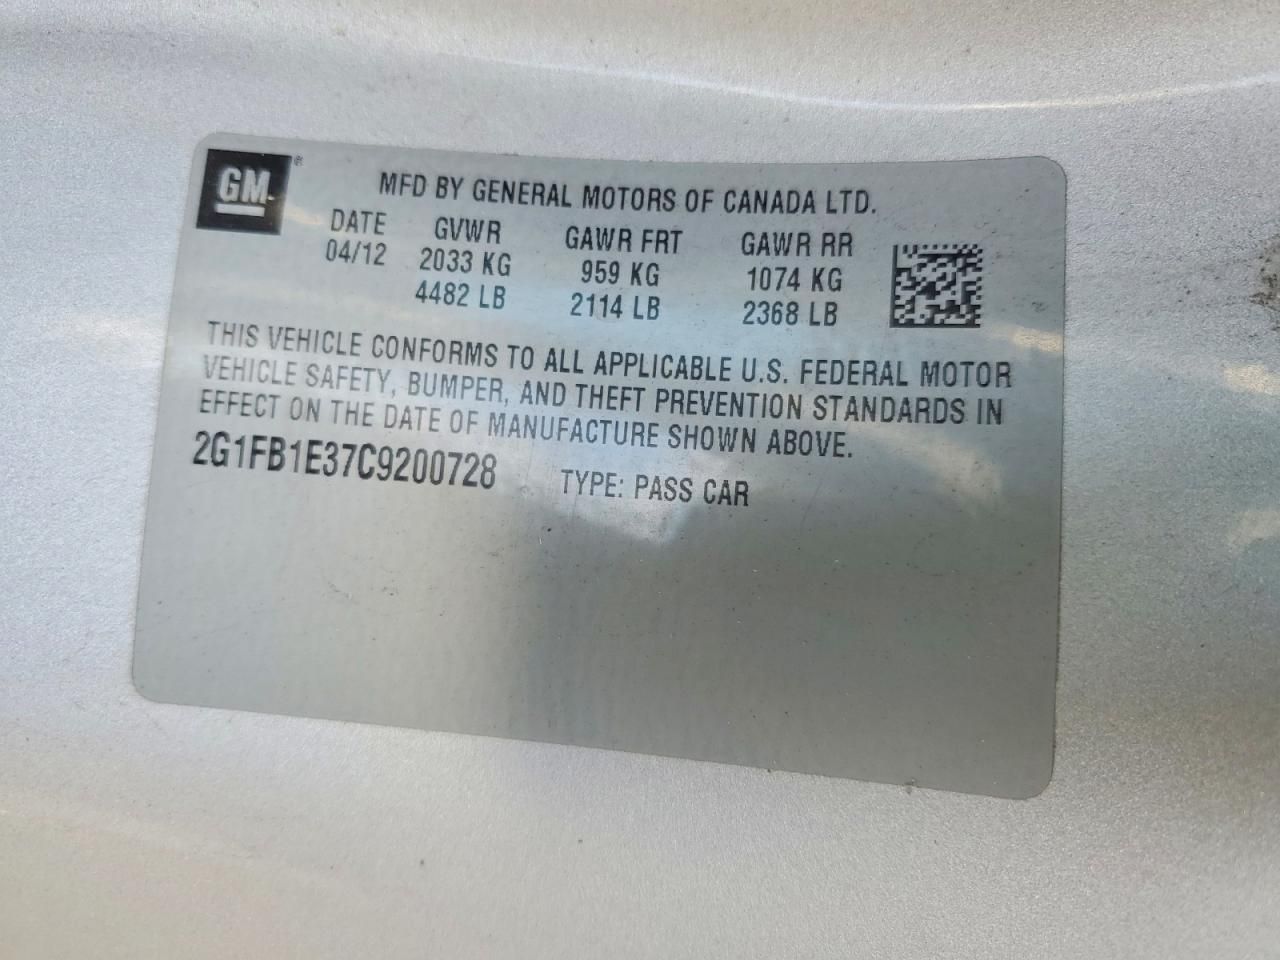 GM ®
MFD BY GENERAL MOTORS OF CANADA LTD.
DATE GVWR GAWR FRT GAWR RR
04/12 2033 KG 959 KG 1074 KG
4482 LB 2114 LB 2368 LB
THIS VEHICLE CONFORMS TO ALL APPLICABLE U.S. FEDERAL MOTOR
VEHICLE SAFETY, BUMPER, AND THEFT PREVENTION STANDARDS IN
EFFECT ON THE DATE OF MANUFACTURE SHOWN ABOVE.
2G1FB1E37C9200728 TYPE: PASS CAR